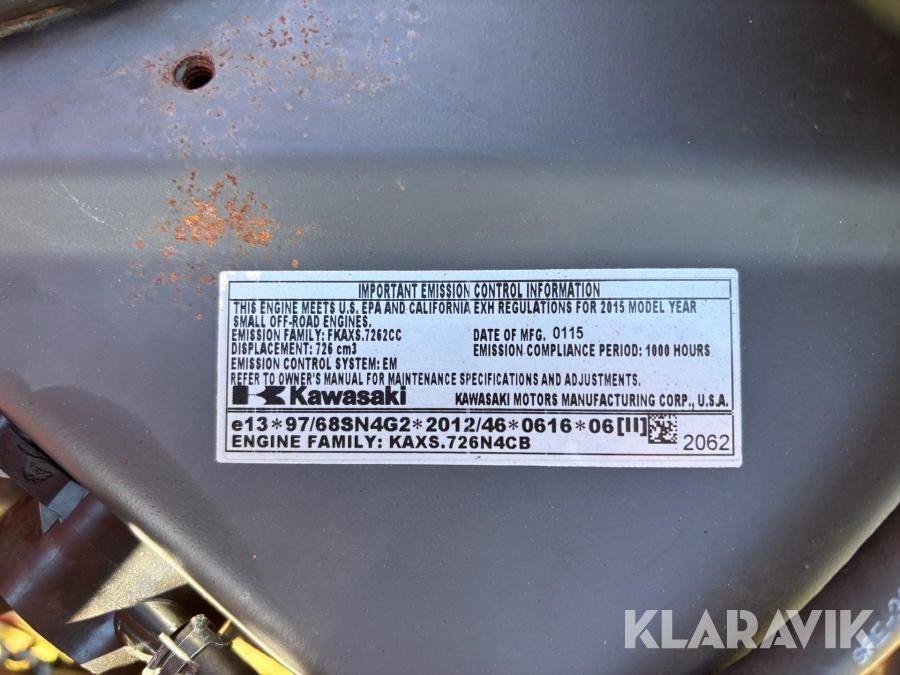 IMPORTANT EMISSION CONTROL INFORMATION
THIS ENGINE MEETS U.S. EPA AND CALIFORNIA EXH REGULATIONS FOR 2015 MODEL YEAR
SMALL OFF-ROAD ENGINES.
EMISSION FAMILY: FKAXS.7262CC DATE OF MFG. 0115
DISPLACEMENT: 726 cm3 EMISSION COMPLIANCE PERIOD: 1000 HOURS
EMISSION CONTROL SYSTEM: EM
REFER TO OWNER'S MANUAL FOR MAINTENANCE SPECIFICATIONS AND ADJUSTMENTS.
Kawasaki KAWASAKI MOTORS MANUFACTURING CORP., U.S.A.
e13*97/68SN4G2*2012/46*0616*06[II]
ENGINE FAMILY: KAXS.726N4CB 2062
KLARAVIK